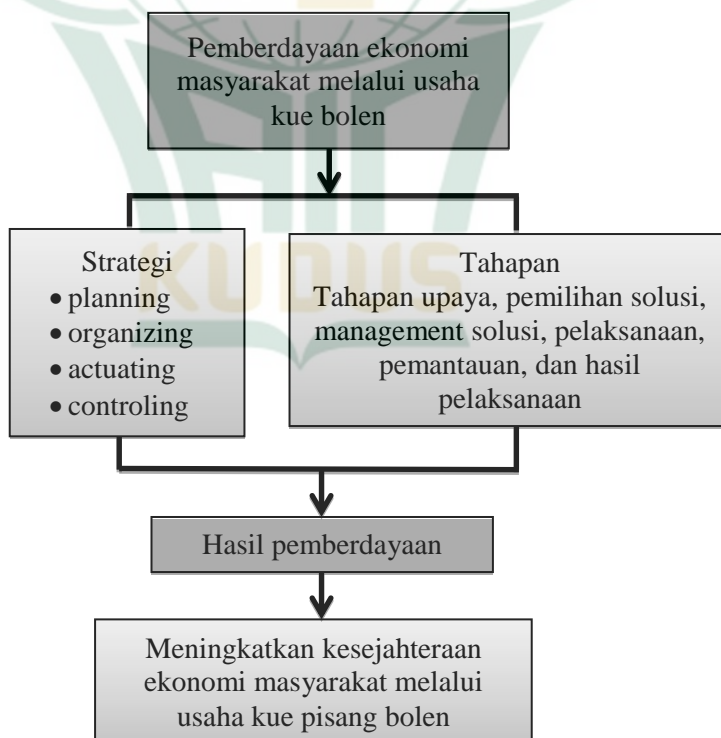 Pemberdayaan ekonomi
masyarakat melalui usaha
kue bolen
Strategi
• planning
• organizing
• actuating
• controling
Tahapan
Tahapan upaya, pemilihan solusi,
management solusi, pelaksanaan,
pemantauan, dan hasil
pelaksanaan
KUDUS
Hasil pemberdayaan
Meningkatkan kesejahteraan
ekonomi masyarakat melalui
usaha kue pisang bolen